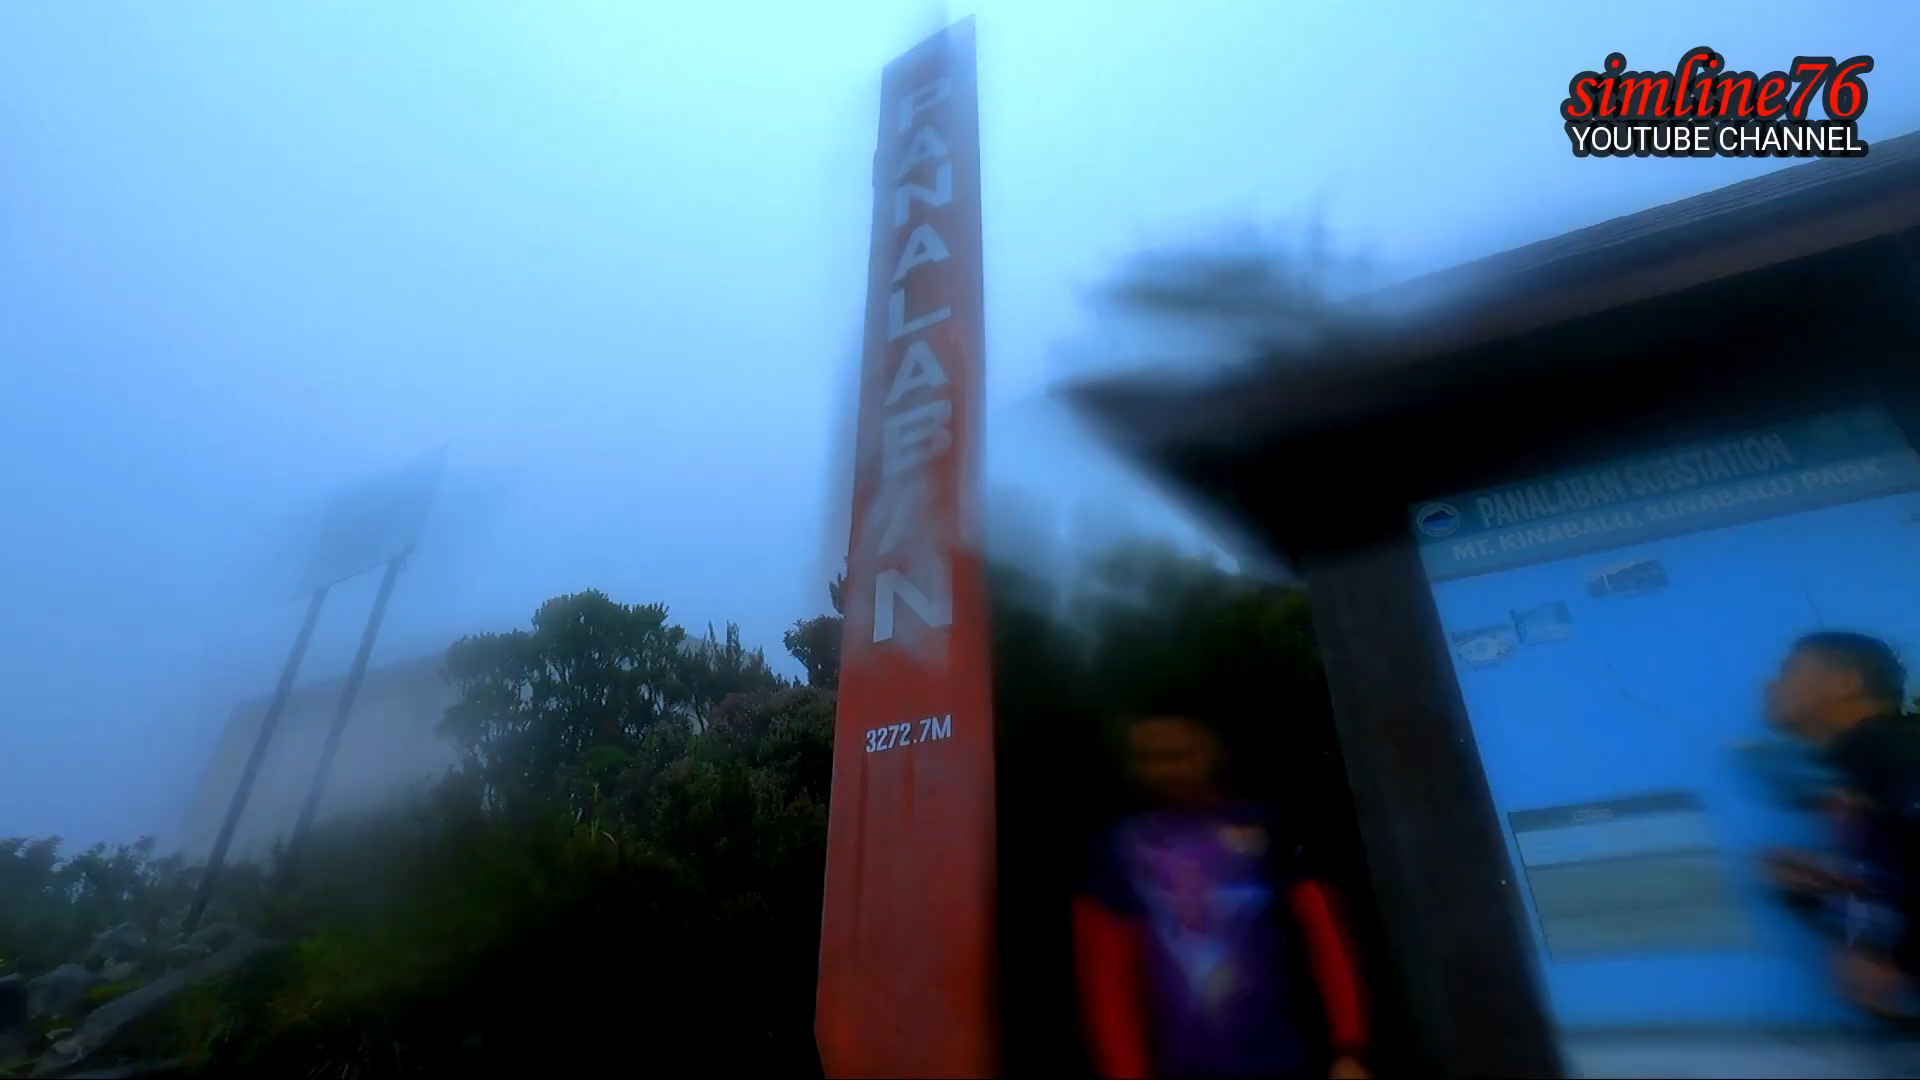 simline76
YOUTUBE CHANNEL
PANALABAN
3272.7M
PANALABAN SUBSTATION
MT. KINABALU, KINABALU PARK